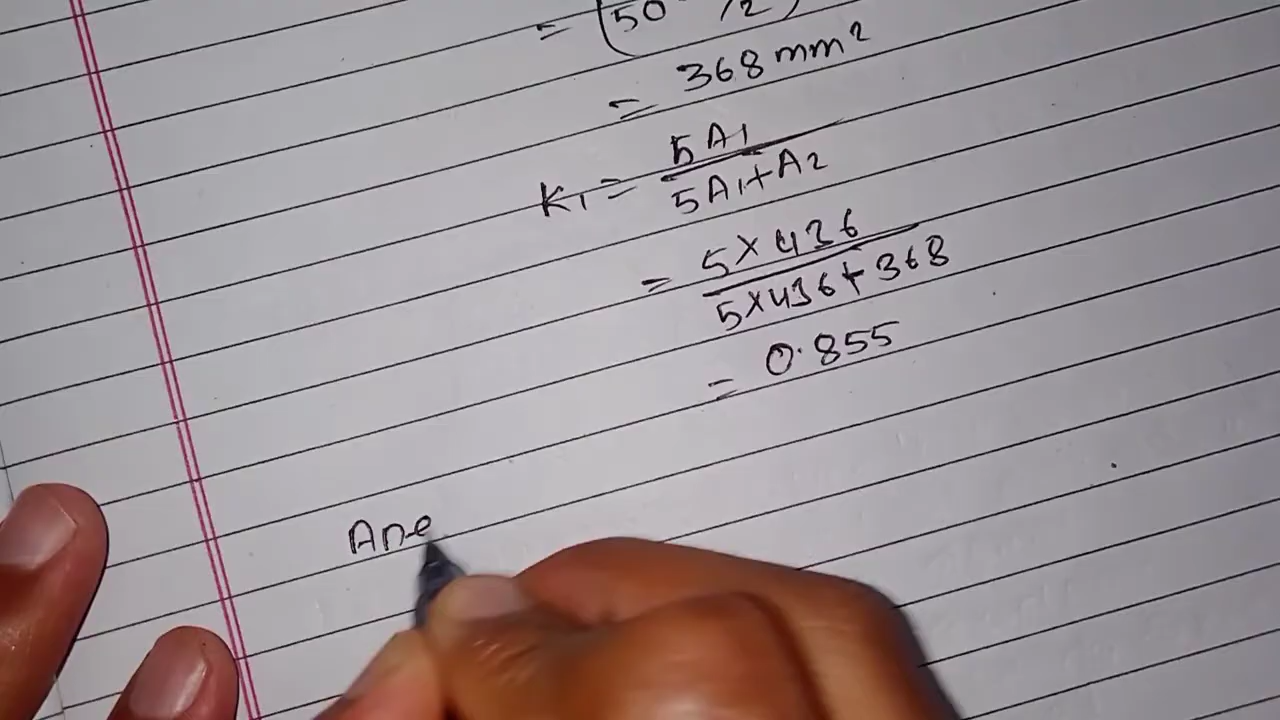 = (50 - /2)
= 368 mm²
K1 = 5A1 / 5A1+A2
= 5×436 / 5×436+368
= 0.855
Ane